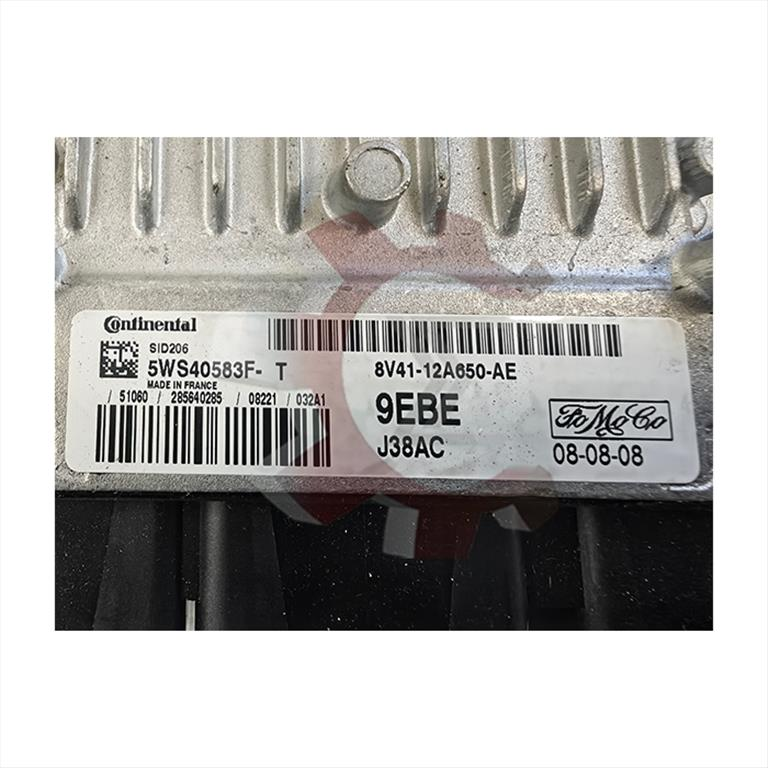 Continental
SID206
5WS40583F- T
MADE IN FRANCE
/ 51060 / 285640285 / 08221 / 032A1
8V41-12A650-AE
9EBE
J38AC
FoMoCo
08-08-08